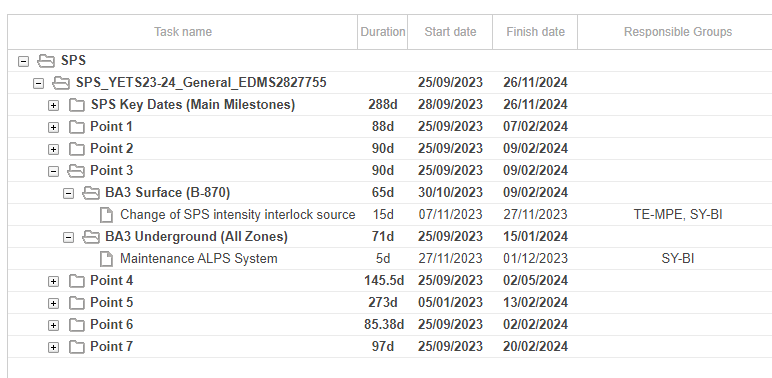 Task name Duration Start date Finish date Responsible Groups
SPS
SPS_YETS23-24_General_EDMS2827755 25/09/2023 26/11/2024
SPS Key Dates (Main Milestones) 288d 28/09/2023 26/11/2024
Point 1 88d 25/09/2023 07/02/2024
Point 2 90d 25/09/2023 09/02/2024
Point 3 90d 25/09/2023 09/02/2024
BA3 Surface (B-870) 65d 30/10/2023 09/02/2024
Change of SPS intensity interlock source 15d 07/11/2023 27/11/2023 TE-MPE, SY-BI
BA3 Underground (All Zones) 71d 25/09/2023 15/01/2024
Maintenance ALPS System 5d 27/11/2023 01/12/2023 SY-BI
Point 4 145.5d 25/09/2023 02/05/2024
Point 5 273d 05/01/2023 13/02/2024
Point 6 85.38d 25/09/2023 02/02/2024
Point 7 97d 25/09/2023 20/02/2024